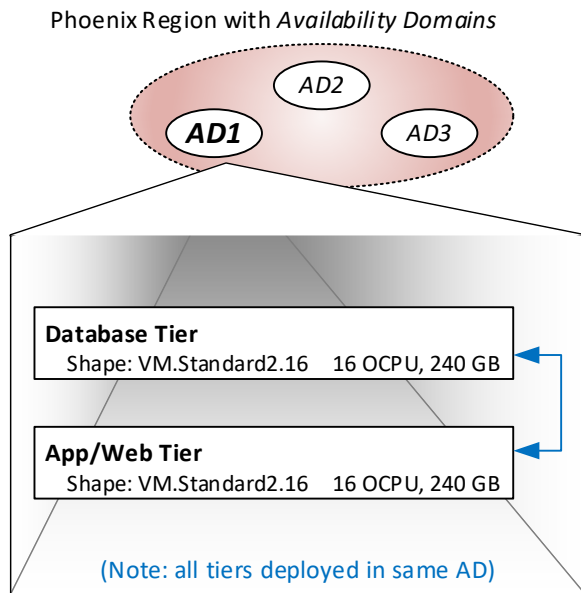 Phoenix Region with Availability Domains
AD2
AD1
AD3
Database Tier
Shape: VM.Standard2.16 16 OCPU, 240 GB
App/Web Tier
Shape: VM.Standard2.16 16 OCPU, 240 GB
(Note: all tiers deployed in same AD)